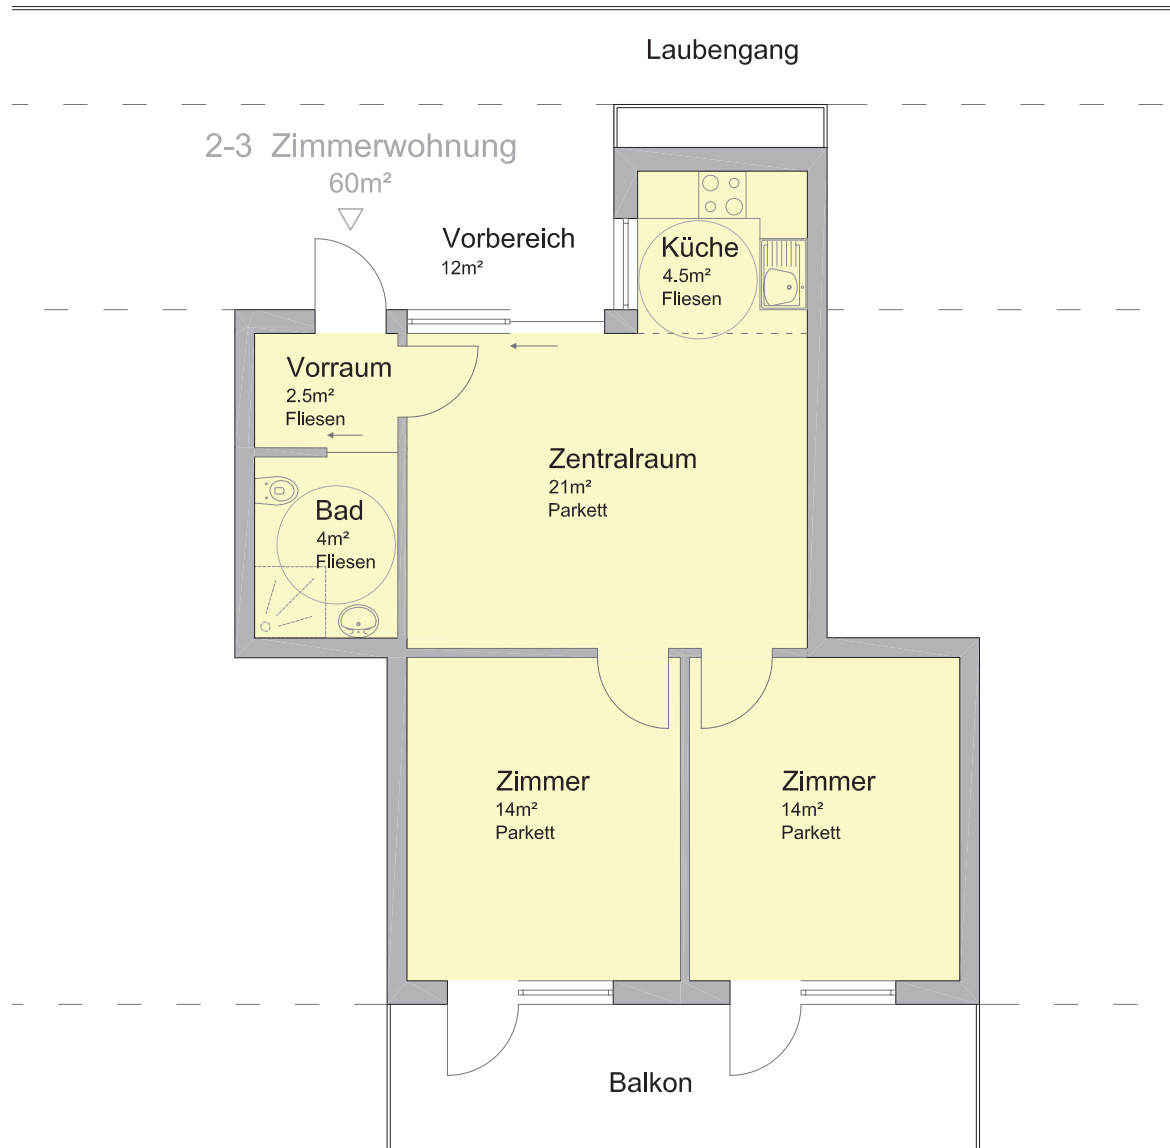 Laubengang
2-3 Zimmerwohnung
60m²
Vorbereich
12m²
Küche
4.5m²
Fliesen
Vorraum
2.5m²
Fliesen
Zentralraum
21m²
Parkett
Bad
4m²
Fliesen
Zimmer
14m²
Parkett
Zimmer
14m²
Parkett
Balkon